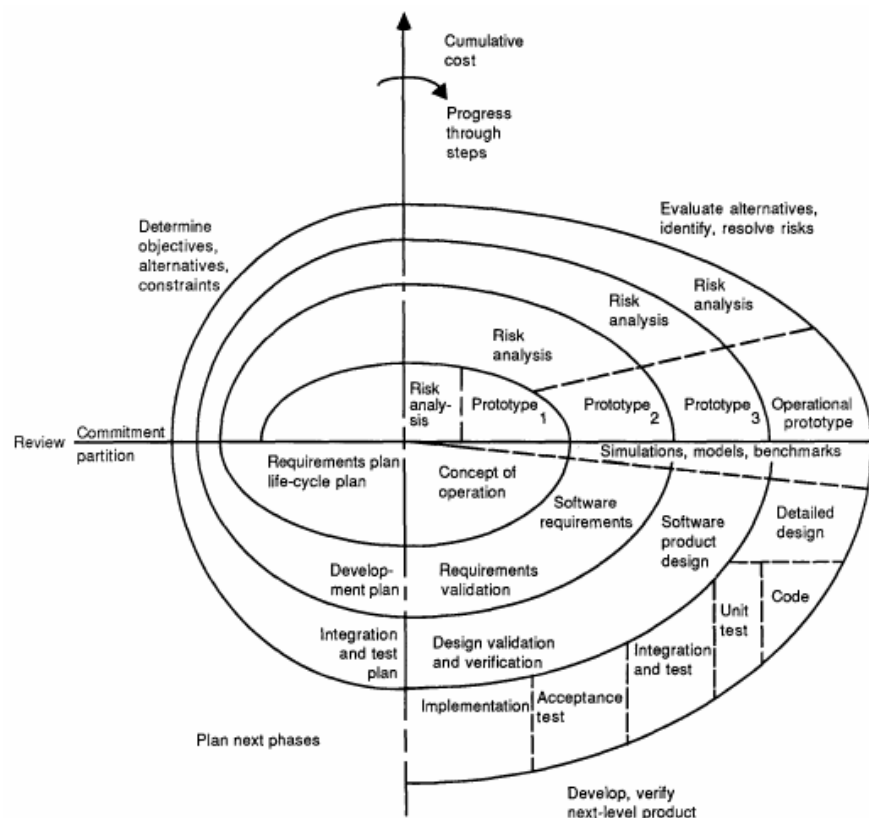 Cumulative
cost
Progress
through
steps
Evaluate alternatives,
identify, resolve risks
Determine
objectives,
alternatives,
constraints
Risk
analysis
Risk
analysis
Risk
analysis
Risk
analy-
sis
Prototype 1
Prototype 2
Prototype 3
Operational
prototype
Review
Commitment
partition
Simulations, models, benchmarks
Requirements plan
life-cycle plan
Concept of
operation
Software
requirements
Software
product
design
Detailed
design
Develop-
ment plan
Requirements
validation
Code
Unit
test
Integration
and test
plan
Design validation
and verification
Integration
and test
Acceptance
test
Implementation
Plan next phases
Develop, verify
next-level product